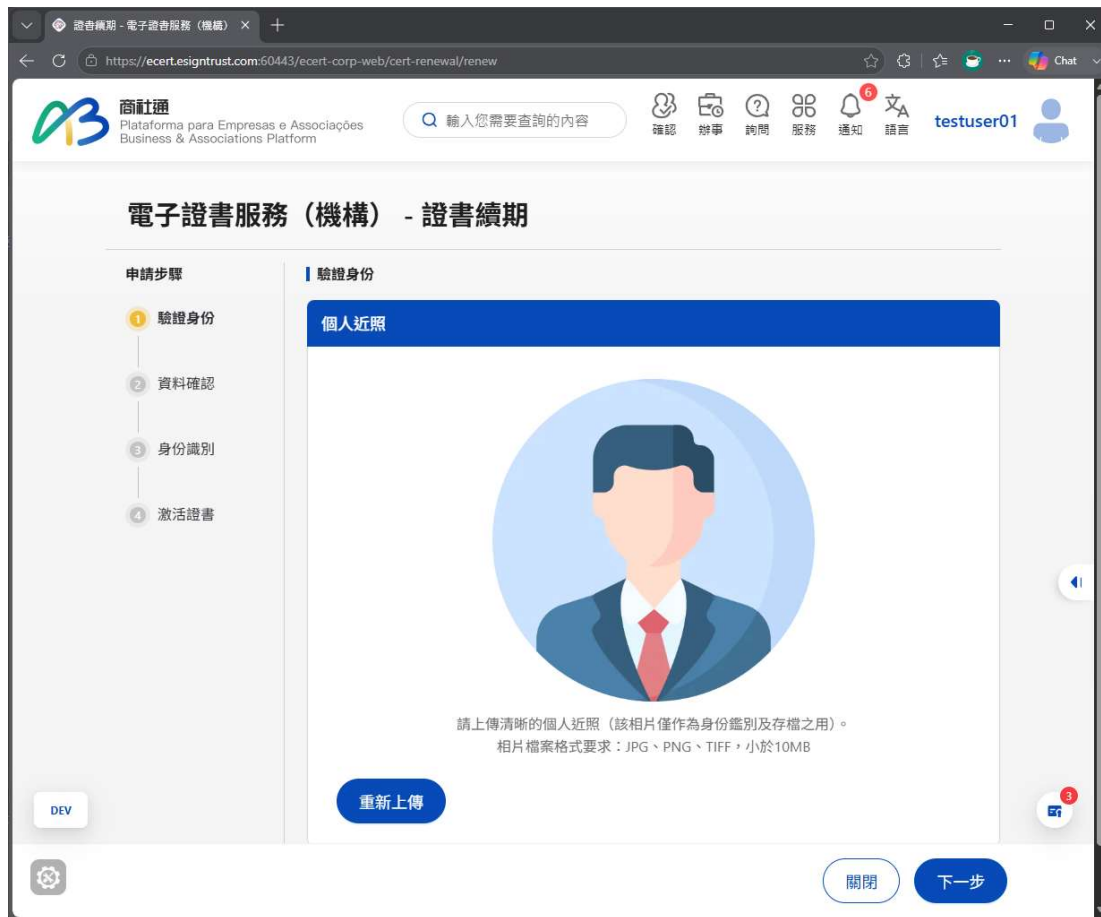 證書續期 - 電子證書服務（機構）
https://ecert.esigntrust.com:60443/ecert-corp-web/cert-renewal/renew
Chat
商社通
Plataforma para Empresas e Associações
Business & Associations Platform
輸入您需要查詢的內容
確認
辦事
詢問
服務
6
通知
語言
testuser01
電子證書服務（機構） - 證書續期
申請步驟
1 驗證身份
2 資料確認
3 身份識別
4 激活證書
驗證身份
個人近照
請上傳清晰的個人近照（該相片僅作為身份鑑別及存檔之用）。
相片檔案格式要求：JPG、PNG、TIFF，小於10MB
重新上傳
DEV
3
關閉
下一步